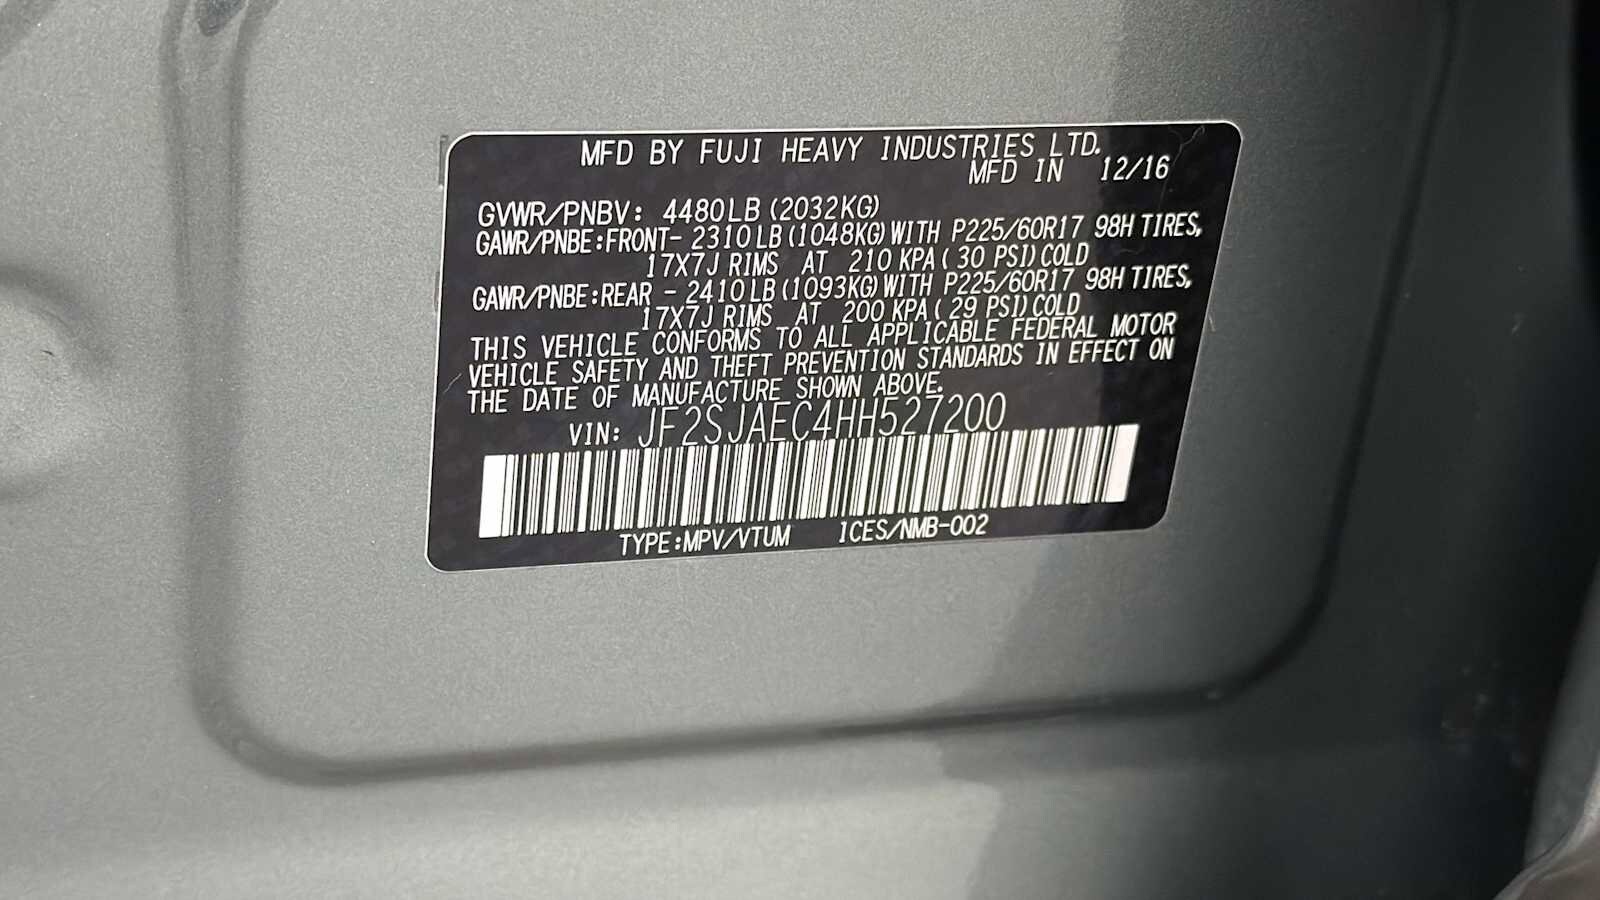 MFD BY FUJI HEAVY INDUSTRIES LTD.
MFD IN 12/16
GVWR/PNBV: 4480LB (2032KG)
GAWR/PNBE:FRONT- 2310LB (1048KG)WITH P225/60R17 98H TIRES,
17X7J RIMS AT 210 KPA( 30 PSI)COLD
GAWR/PNBE:REAR - 2410LB (1093KG)WITH P225/60R17 98H TIRES,
17X7J RIMS AT 200 KPA( 29 PSI)COLD
THIS VEHICLE CONFORMS TO ALL APPLICABLE FEDERAL MOTOR
VEHICLE SAFETY AND THEFT PREVENTION STANDARDS IN EFFECT ON
THE DATE OF MANUFACTURE SHOWN ABOVE.
VIN: JF2SJAEC4HH527200
TYPE:MPV/VTUM ICES/NMB-002